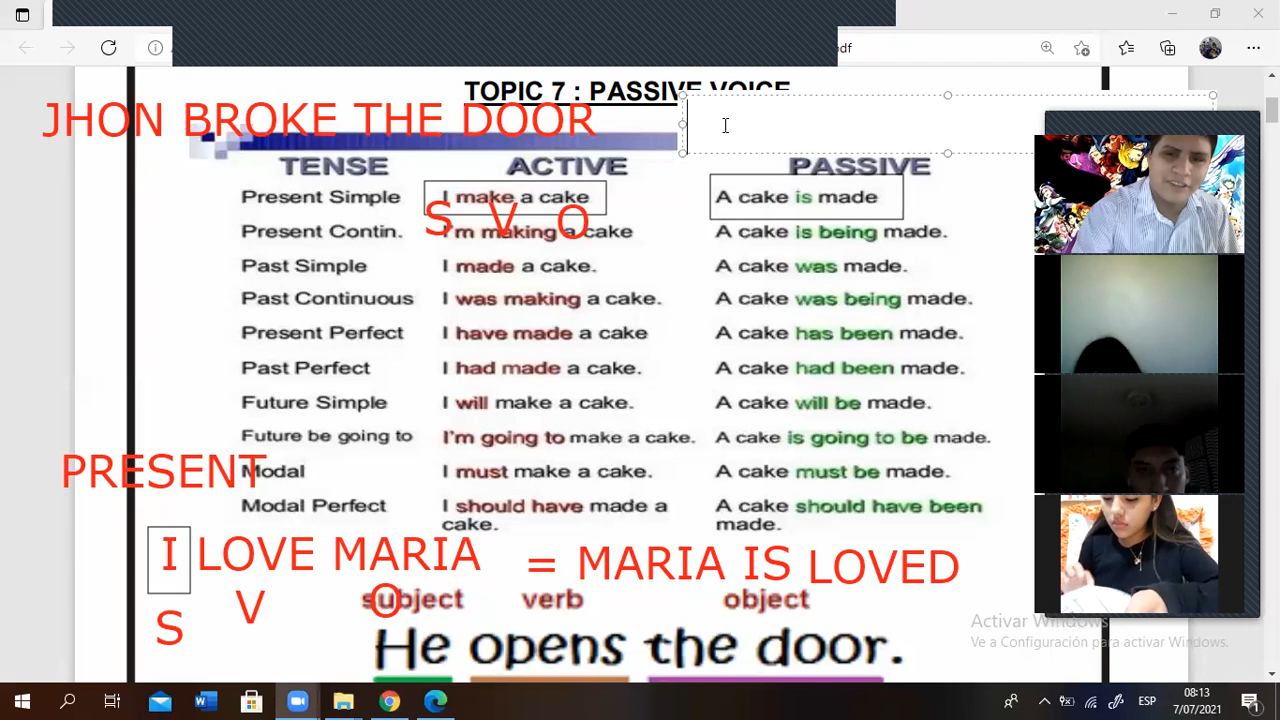 df
TOPIC 7 : PASSIVE VOICE
JHON BROKE THE DOOR
TENSE ACTIVE PASSIVE
Present Simple I make a cake A cake is made
S V O
Present Contin. I'm making a cake A cake is being made.
Past Simple I made a cake. A cake was made.
Past Continuous I was making a cake. A cake was being made.
Present Perfect I have made a cake A cake has been made.
Past Perfect I had made a cake. A cake had been made.
Future Simple I will make a cake. A cake will be made.
Future be going to I'm going to make a cake. A cake is going to be made.
PRESENT
Modal I must make a cake. A cake must be made.
Modal Perfect I should have made a cake. A cake should have been made.
I LOVE MARIA = MARIA IS LOVED
S V O
subject verb object
He opens the door.
Activar Windows
Ve a Configuración para activar Windows.
ESP
08:13
7/07/2021